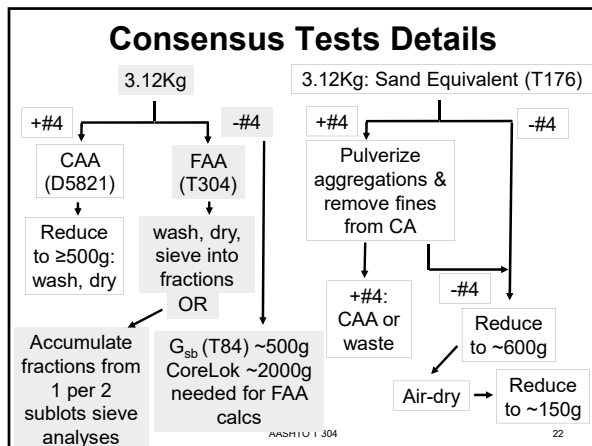 Consensus Tests Details
3.12Kg
+#4
-#4
CAA
(D5821)
FAA
(T304)
Reduce
to ≥500g:
wash, dry
wash, dry,
sieve into
fractions
OR
Accumulate
fractions from
1 per 2
sublots sieve
analyses
Gsb (T84) ~500g
CoreLok ~2000g
needed for FAA
calcs
3.12Kg: Sand Equivalent (T176)
+#4
-#4
Pulverize
aggregations &
remove fines
from CA
-#4
+#4:
CAA or
waste
Reduce
to ~600g
Air-dry
Reduce
to ~150g
AASHTO T 304
22